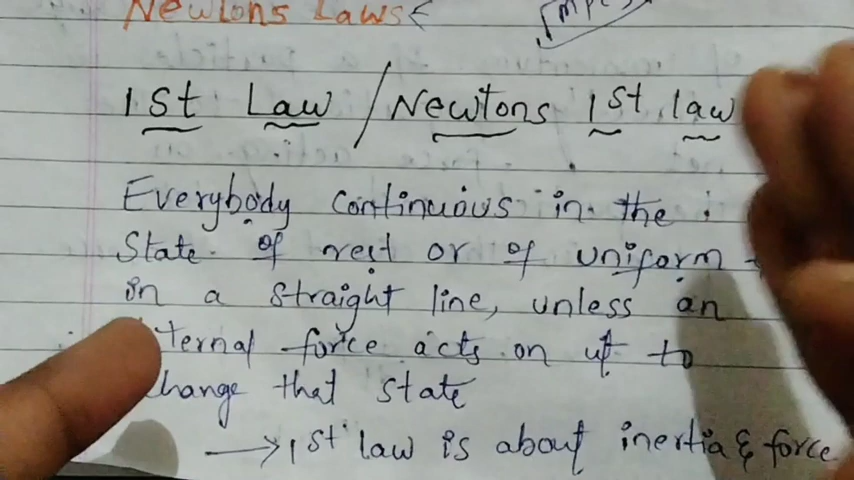 Newtons Laws
1st Law / Newtons 1st law
Everybody continuous in the
State of rest or of uniform
in a straight line, unless an
ternal force acts on it to
change that state
→ 1st law is about inertia & force